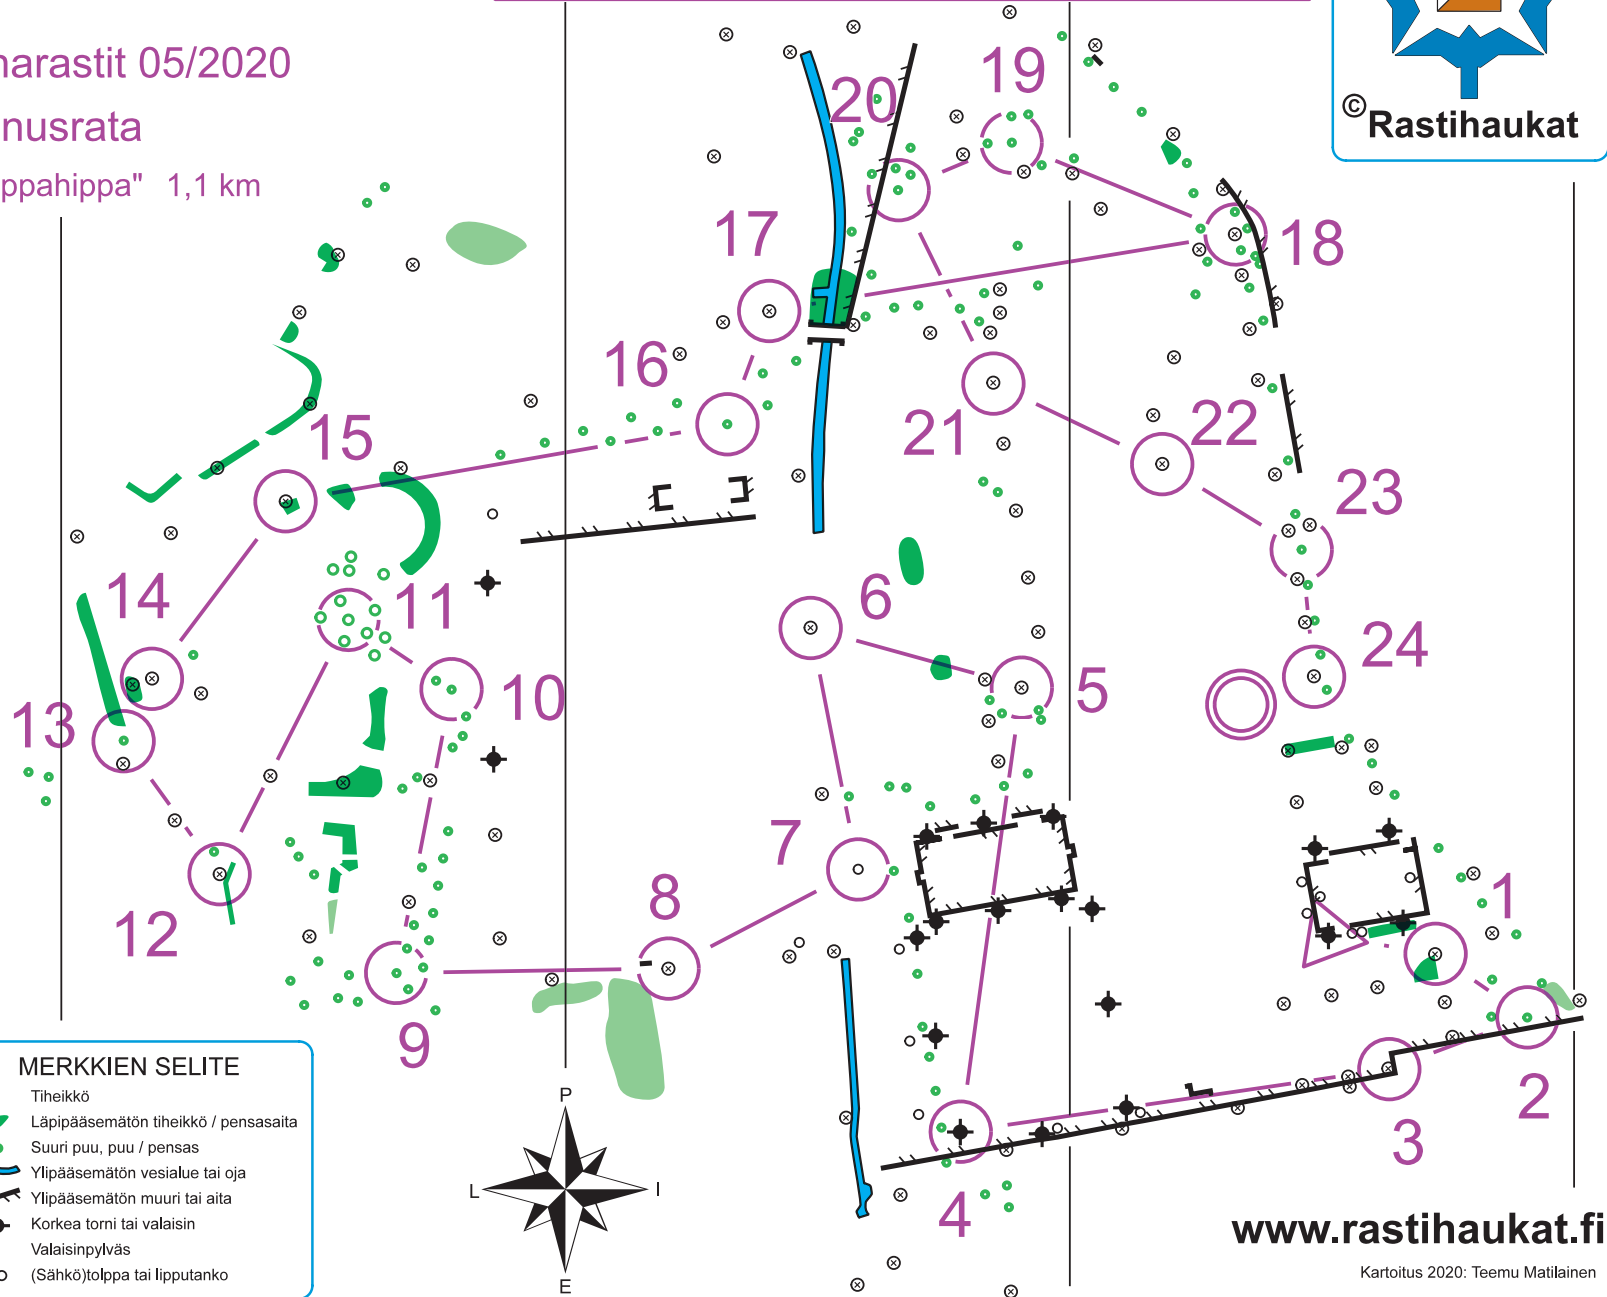 narastit 05/2020
nusrata
ppahippa" 1,1 km
©Rastihaukat
20
19
17
18
16
15
21
22
23
14
11
6
24
13
10
5
7
12
8
1
9
2
3
4
MERKKIEN SELITE
Tiheikkö
Läpipääsemätön tiheikkö / pensasaita
Suuri puu, puu / pensas
Ylipääsemätön vesialue tai oja
Ylipääsemätön muuri tai aita
Korkea torni tai valaisin
Valaisinpylväs
(Sähkö)tolppa tai lipputanko
P
L
I
E
www.rastihaukat.fi
Kartoitus 2020: Teemu Matilainen